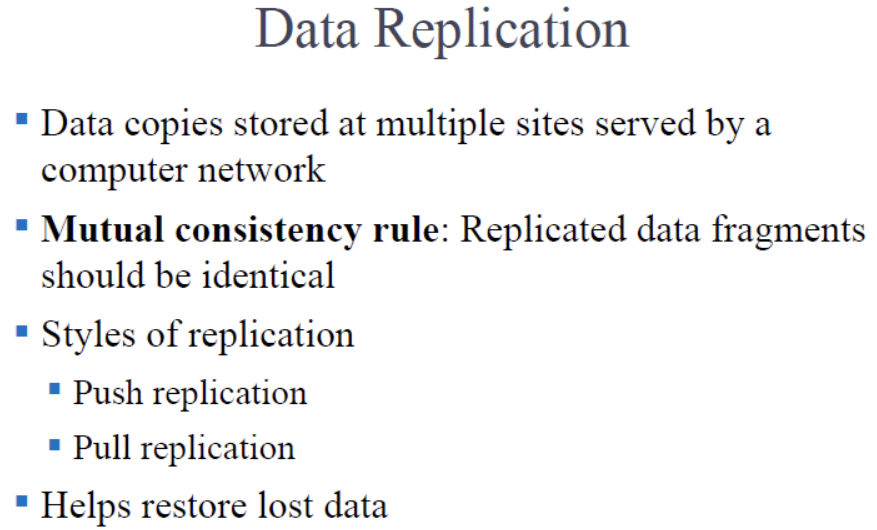 Data Replication
Data copies stored at multiple sites served by a
computer network
Mutual consistency rule: Replicated data fragments
should be identical
Styles of replication
Push replication
Pull replication
Helps restore lost data